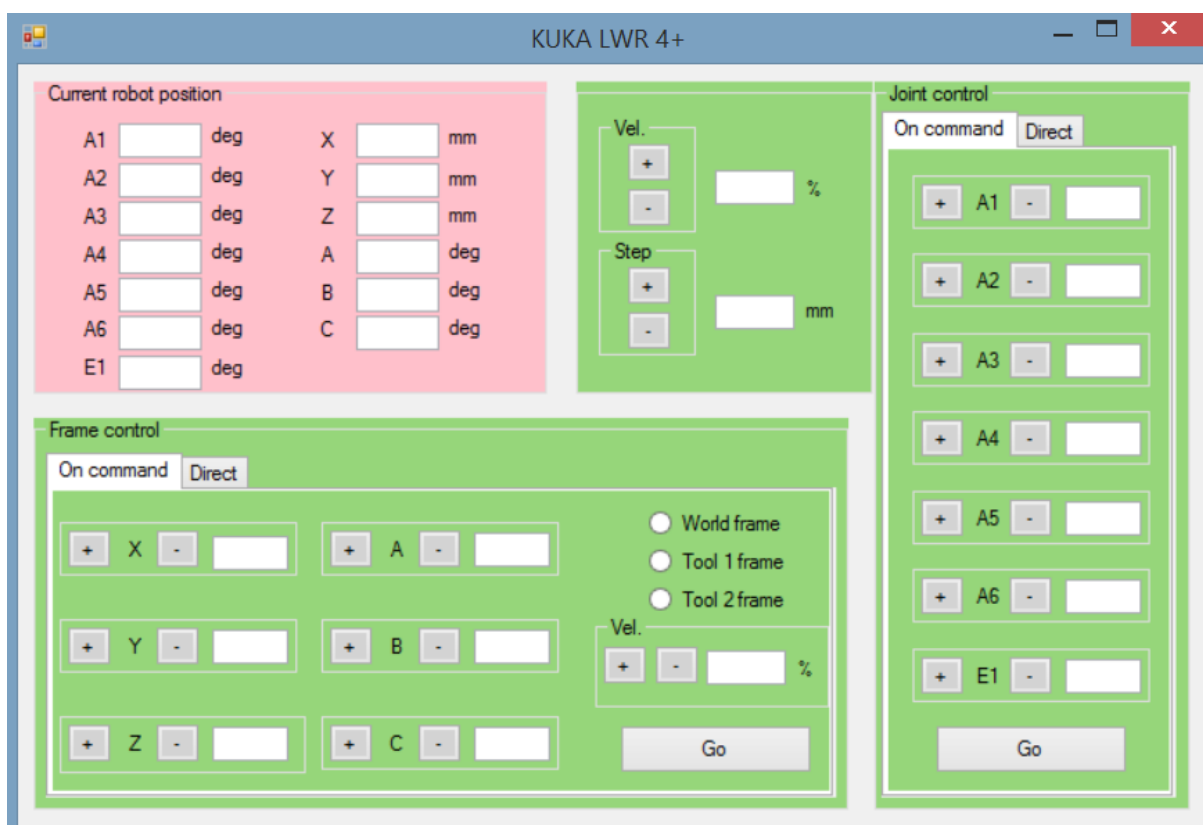 KUKA LWR 4+
Current robot position
A1 deg X mm
A2 deg Y mm
A3 deg Z mm
A4 deg A deg
A5 deg B deg
A6 deg C deg
E1 deg
Vel.
+
%
-
Step
+
mm
-
Joint control
On command Direct
+ A1 -
+ A2 -
+ A3 -
+ A4 -
+ A5 -
+ A6 -
+ E1 -
Go
Frame control
On command Direct
+ X - + A -
+ Y - + B -
+ Z - + C -
World frame
Tool 1 frame
Tool 2 frame
Vel.
+ - %
Go